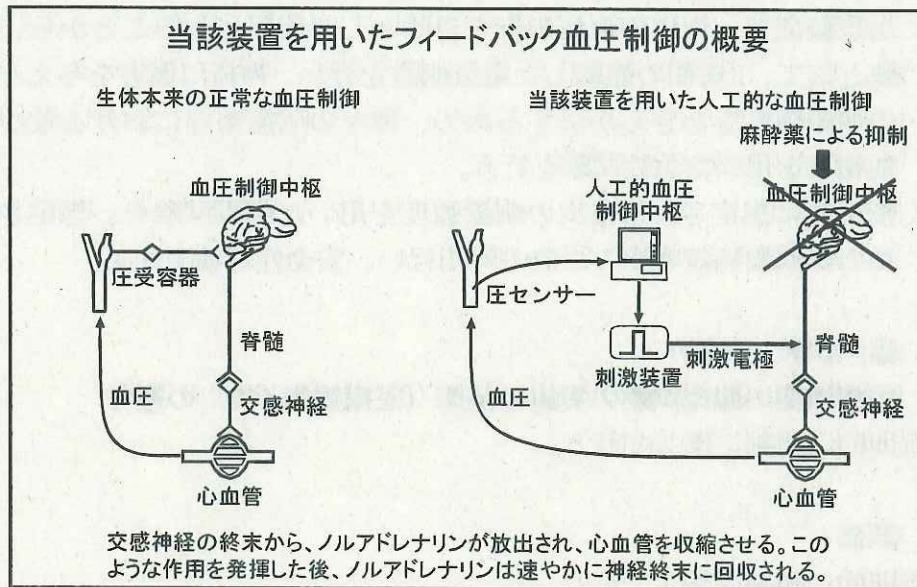 当該装置を用いたフィードバック血圧制御の概要
生体本来の正常な血圧制御
血圧制御中枢
圧受容器
脊髄
血圧
交感神経
心血管
当該装置を用いた人工的な血圧制御
麻酔薬による抑制
血圧制御中枢
人工的血圧
制御中枢
圧センサー
脊髄
刺激電極
刺激装置
血圧
交感神経
心血管
交感神経の終末から、ノルアドレナリンが放出され、心血管を収縮させる。この
ような作用を発揮した後、ノルアドレナリンは速やかに神経終末に回収される。